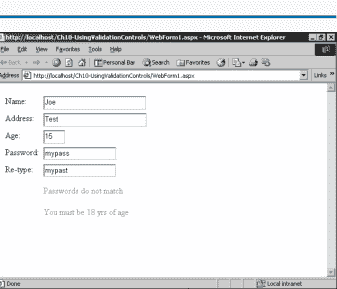 http://localhost/Ch10-UsingValidationControls/WebForm1.aspx - Microsoft Internet Explorer
File Edit View Favorites Tools Help
Back Personal Bar Search Favorites
Address http://localhost/Ch10-UsingValidationControls/WebForm1.aspx Links »
Name: Joe
Address: Test
Age: 15
Password: mypass
Re-type: mypast
Passwords do not match
You must be 18 yrs of age
Done Local intranet